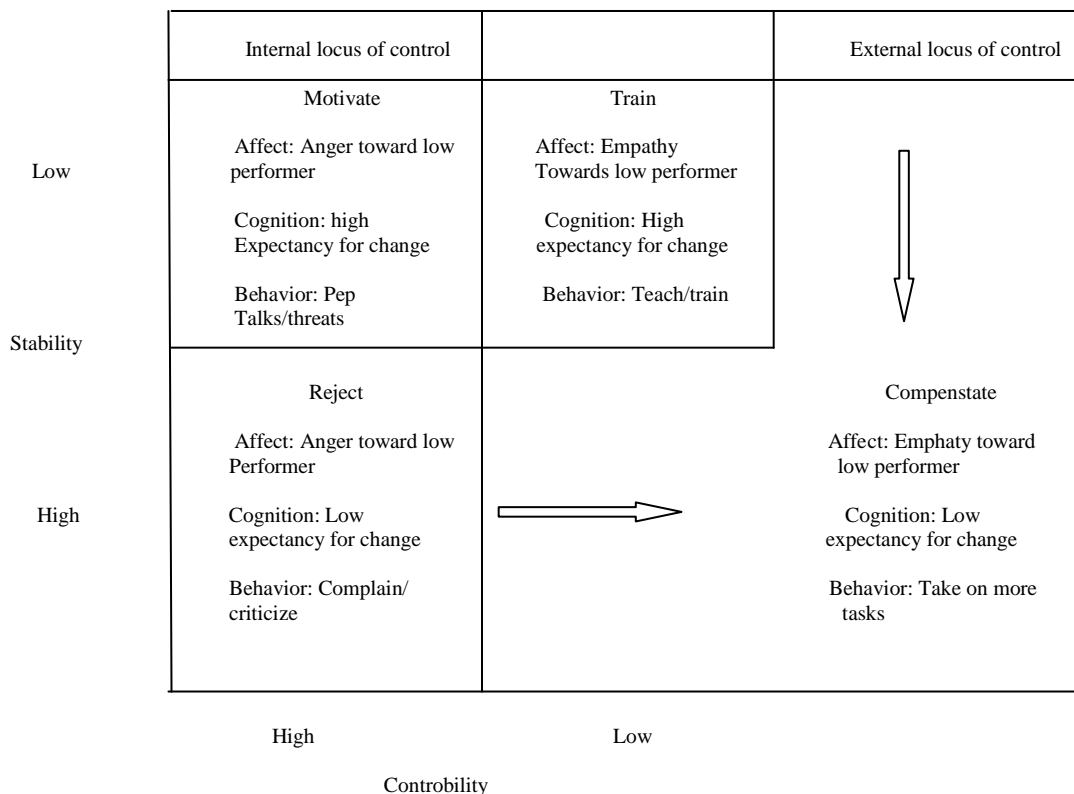 Internal locus of control
External locus of control
Motivate
Affect: Anger toward low
performer
Cognition: high
Expectancy for change
Behavior: Pep
Talks/threats
Train
Affect: Empathy
Towards low performer
Cognition: High
expectancy for change
Behavior: Teach/train
Low
Stability
Reject
Affect: Anger toward low
Performer
Cognition: Low
expectancy for change
Behavior: Complain/
criticize
Compenstate
Affect: Emphaty toward
low performer
Cognition: Low
expectancy for change
Behavior: Take on more
tasks
High
High
Low
Controbility